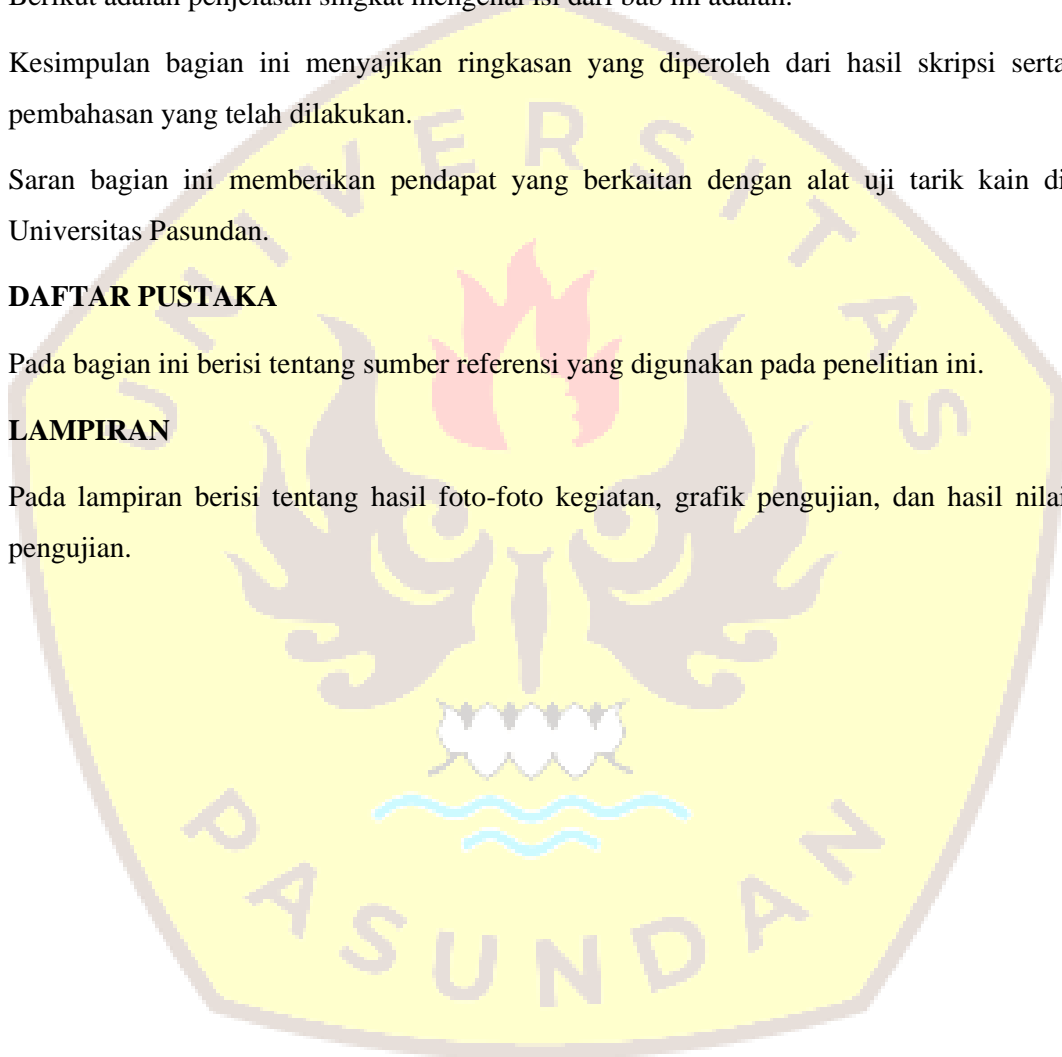 Berikut adalah penjelasan singkat mengenai isi dari bab ini adalah:
Kesimpulan bagian ini menyajikan ringkasan yang diperoleh dari hasil skripsi serta
pembahasan yang telah dilakukan.
Saran bagian ini memberikan pendapat yang berkaitan dengan alat uji tarik kain di
Universitas Pasundan.
DAFTAR PUSTAKA
Pada bagian ini berisi tentang sumber referensi yang digunakan pada penelitian ini.
LAMPIRAN
Pada lampiran berisi tentang hasil foto-foto kegiatan, grafik pengujian, dan hasil nilai
pengujian.
UNIVERSITAS
PASUNDAN